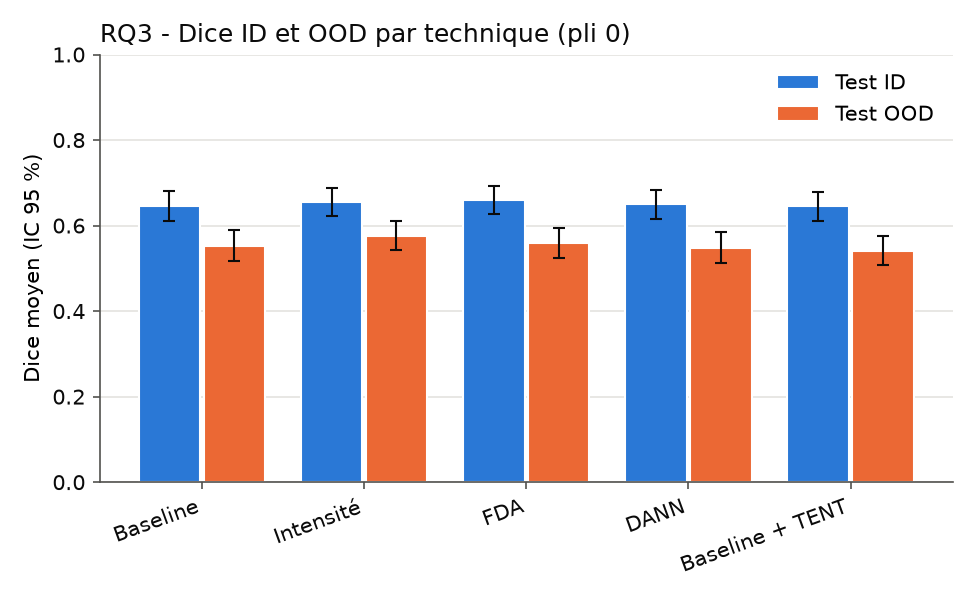 RQ3 - Dice ID et OOD par technique (pli 0)
Test ID
Test OOD
Dice moyen (IC 95 %)
1.0
0.8
0.6
0.4
0.2
0.0
Baseline
Intensité
FDA
DANN
Baseline + TENT